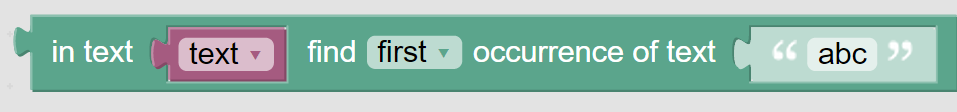 in text text ▾ find first ▾ occurrence of text “ abc ”